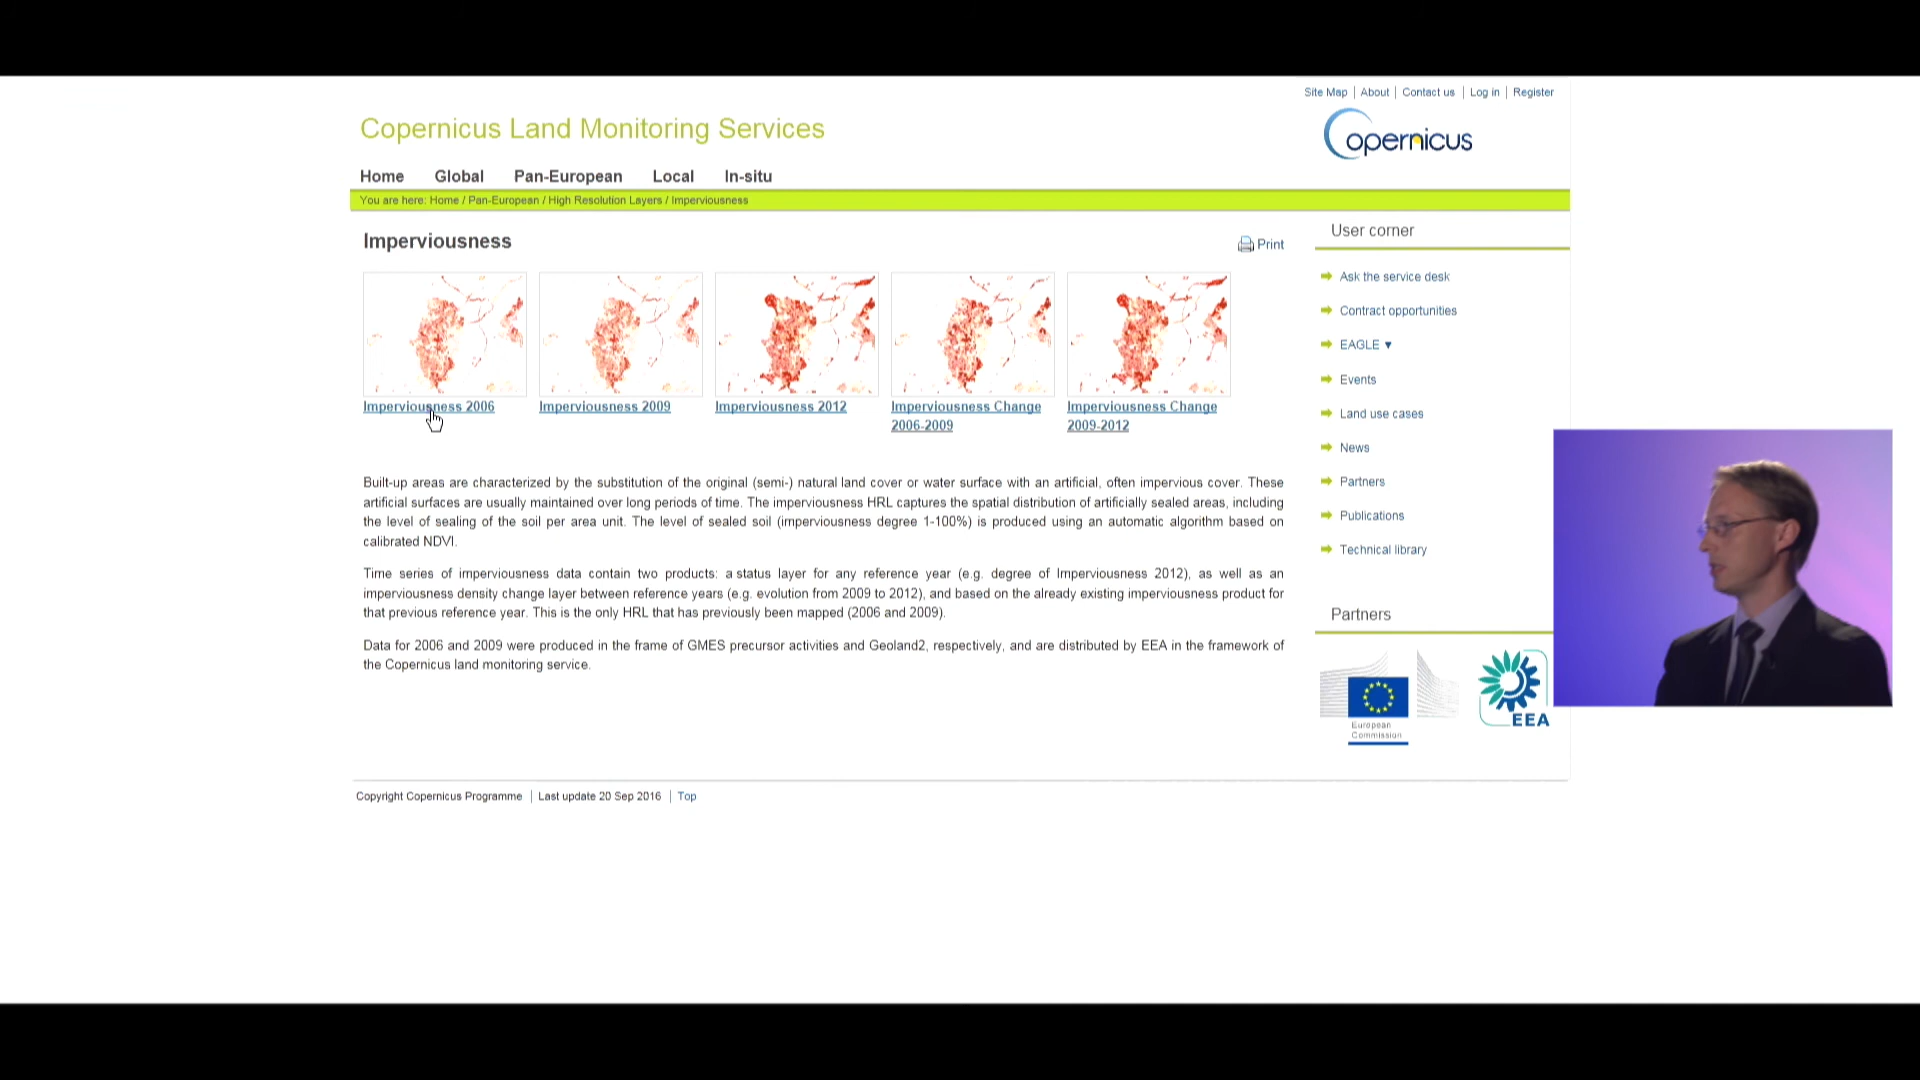 Site Map | About | Contact us | Log in | Register
Copernicus Land Monitoring Services
opernicus
Home Global Pan-European Local In-situ
You are here: Home / Pan-European / High Resolution Layers / Imperviousness
Imperviousness
Print
Imperviousness 2006
Imperviousness 2009
Imperviousness 2012
Imperviousness Change
2006-2009
Imperviousness Change
2009-2012
Built-up areas are characterized by the substitution of the original (semi-) natural land cover or water surface with an artificial, often impervious cover. These
artificial surfaces are usually maintained over long periods of time. The imperviousness HRL captures the spatial distribution of artificially sealed areas, including
the level of sealing of the soil per area unit. The level of sealed soil (imperviousness degree 1-100%) is produced using an automatic algorithm based on
calibrated NDVI.
Time series of imperviousness data contain two products: a status layer for any reference year (e.g. degree of Imperviousness 2012), as well as an
imperviousness density change layer between reference years (e.g. evolution from 2009 to 2012), and based on the already existing imperviousness product for
that previous reference year. This is the only HRL that has previously been mapped (2006 and 2009).
Data for 2006 and 2009 were produced in the frame of GMES precursor activities and Geoland2, respectively, and are distributed by EEA in the framework of
the Copernicus land monitoring service.
User corner
Ask the service desk
Contract opportunities
EAGLE ▼
Events
Land use cases
News
Partners
Publications
Technical library
Partners
European
Commission
EEA
Copyright Copernicus Programme | Last update 20 Sep 2016 | Top